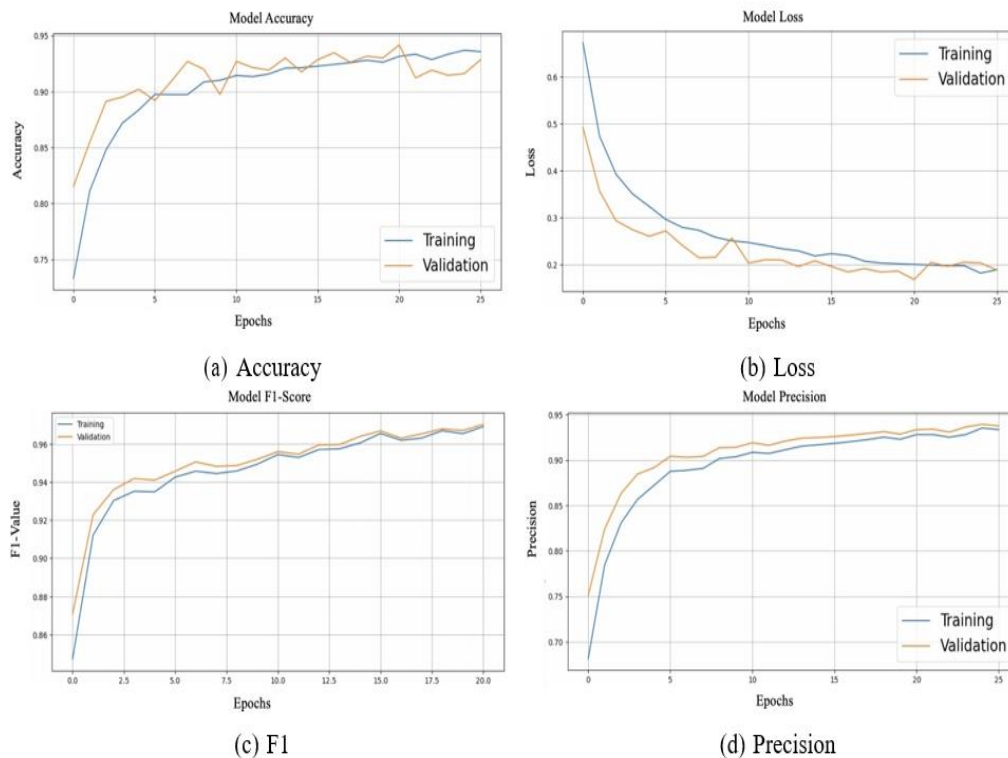 Model Accuracy
0.95
0.90
0.85
0.80
0.75
Accuracy
Training
Validation
0 5 10 15 20 25
Epochs
(a) Accuracy
Model Loss
0.6
0.5
0.4
0.3
0.2
Loss
Training
Validation
0 5 10 15 20 25
Epochs
(b) Loss
Model F1-Score
Training
Validation
0.96
0.94
0.92
0.90
0.88
0.86
F1-Value
0.0 2.5 5.0 7.5 10.0 12.5 15.0 17.5 20.0
Epochs
(c) F1
Model Precision
0.95
0.90
0.85
0.80
0.75
0.70
Precision
Training
Validation
0 5 10 15 20 25
Epochs
(d) Precision